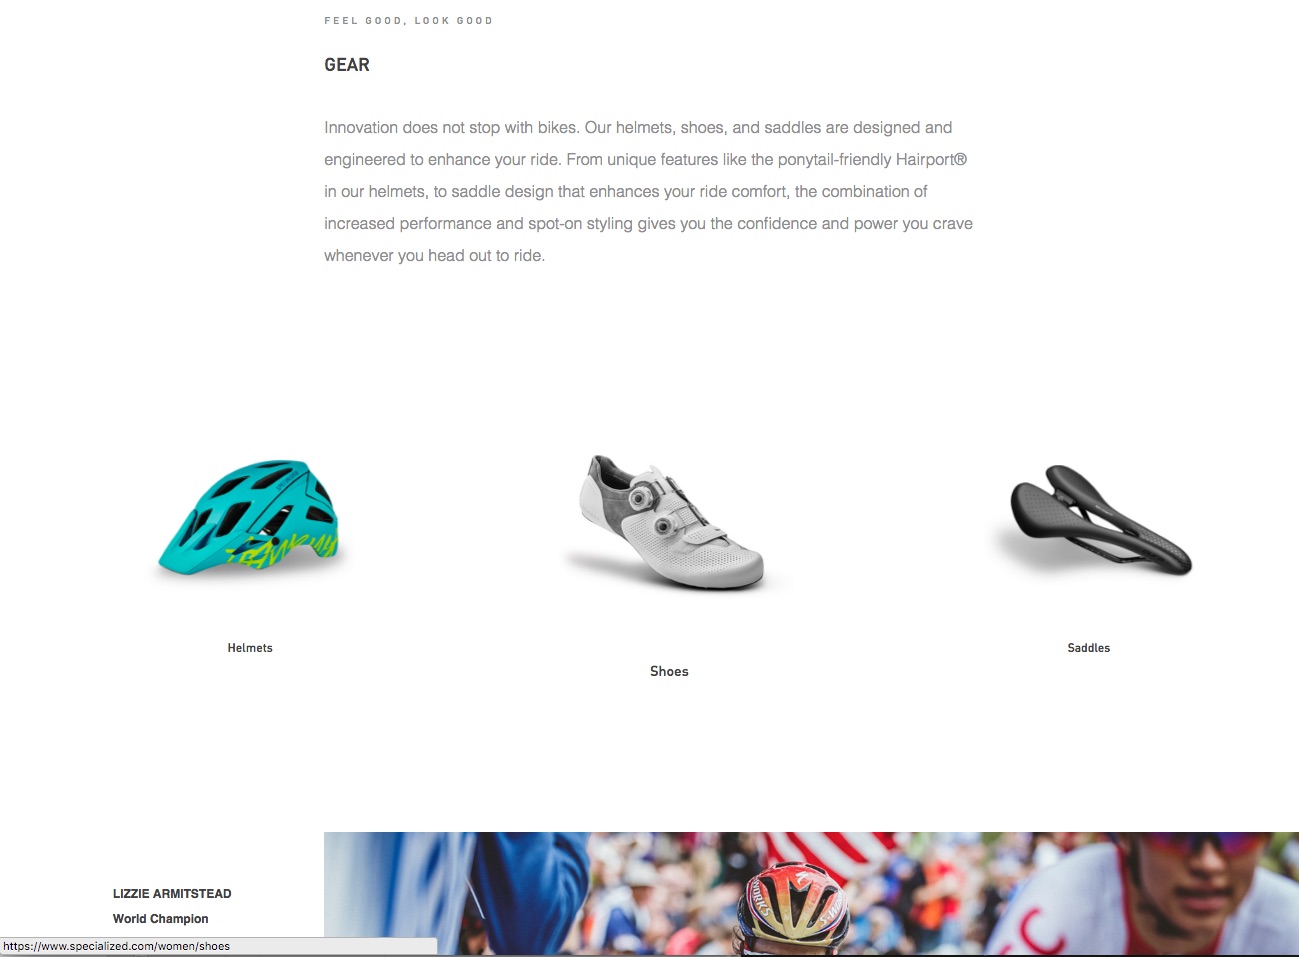 FEEL GOOD, LOOK GOOD
GEAR
Innovation does not stop with bikes. Our helmets, shoes, and saddles are designed and
engineered to enhance your ride. From unique features like the ponytail-friendly Hairport®
in our helmets, to saddle design that enhances your ride comfort, the combination of
increased performance and spot-on styling gives you the confidence and power you crave
whenever you head out to ride.
Helmets
Shoes
Saddles
LIZZIE ARMITSTEAD
World Champion
https://www.specialized.com/women/shoes